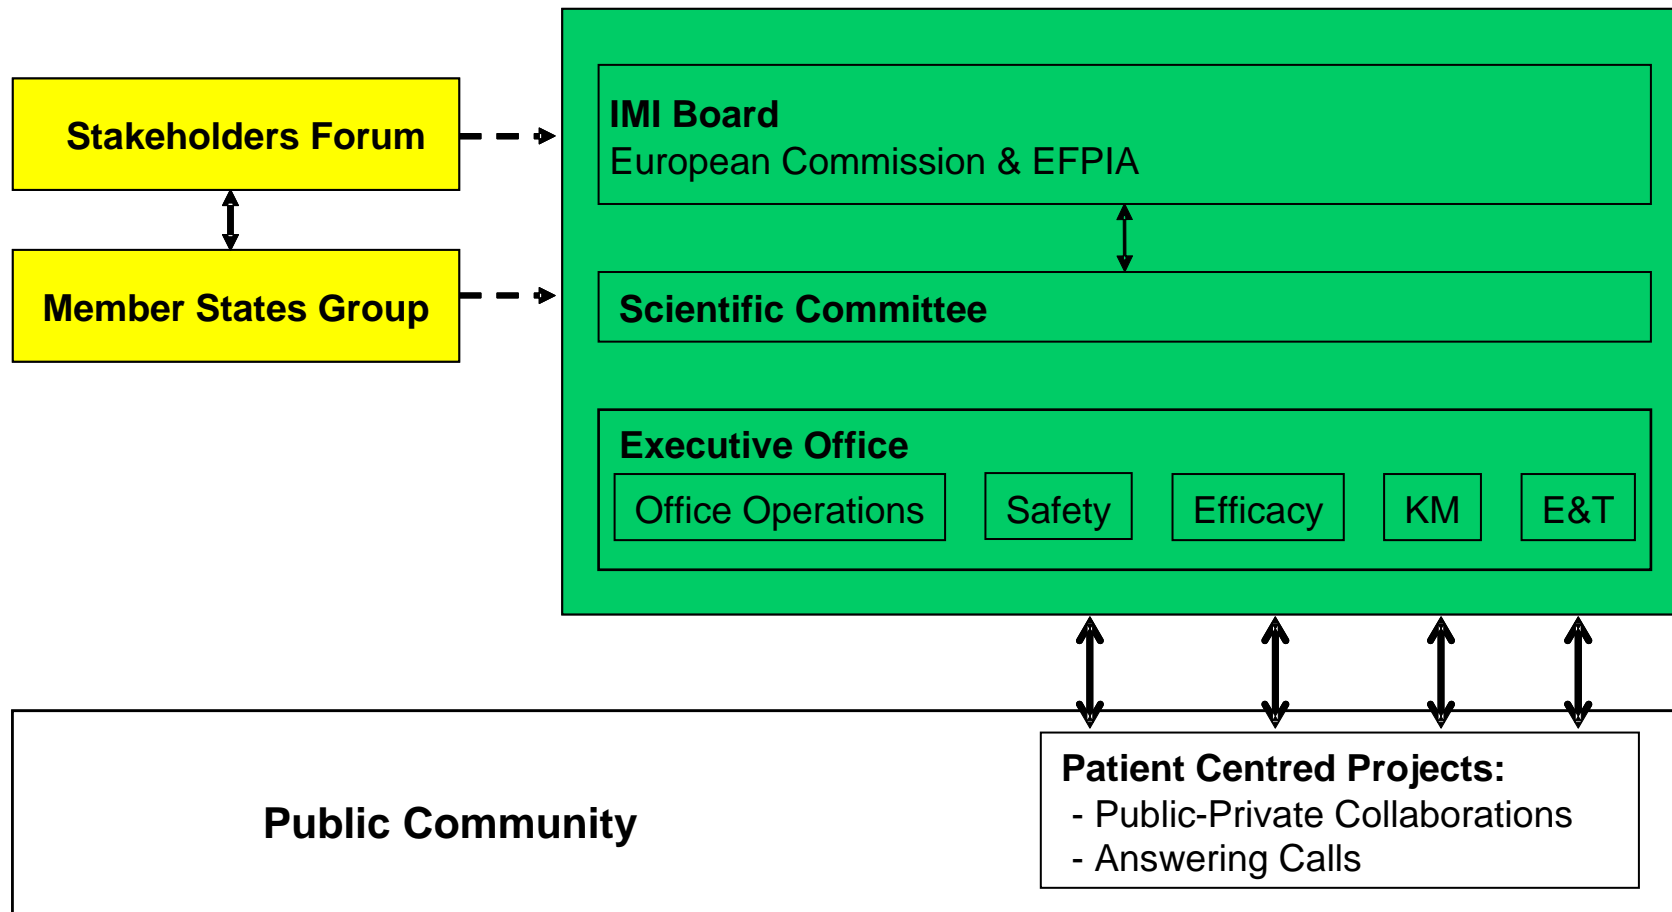 Stakeholders Forum
Member States Group
IMI Board
European Commission & EFPIA
Scientific Committee
Executive Office
Office Operations
Safety
Efficacy
KM
E&T
Public Community
Patient Centred Projects:
- Public-Private Collaborations
- Answering Calls